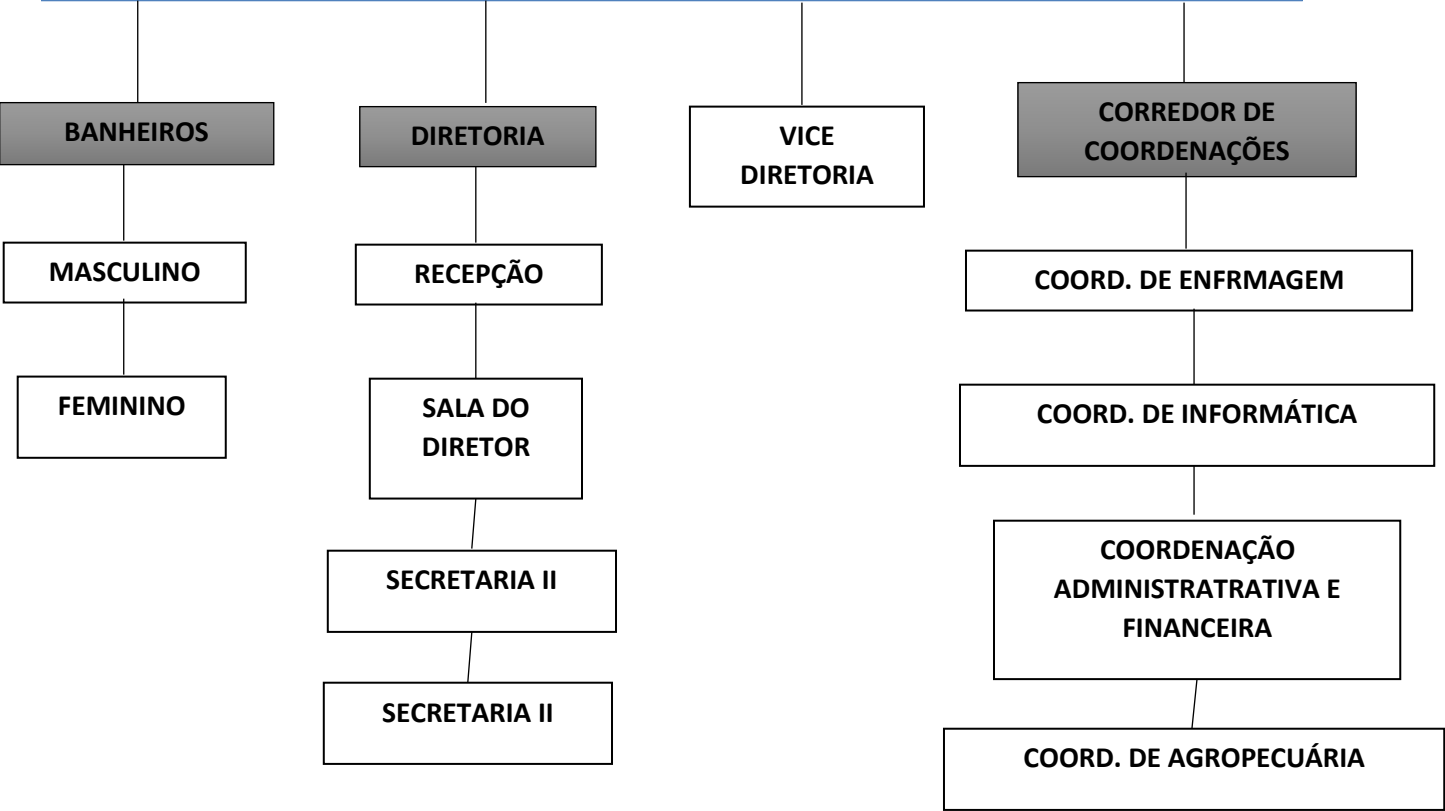 BANHEIROS
MASCULINO
FEMININO
DIRETORIA
RECEPÇÃO
SALA DO
DIRETOR
SECRETARIA II
SECRETARIA II
VICE
DIRETORIA
CORREDOR DE
COORDENAÇÕES
COORD. DE ENFRMAGEM
COORD. DE INFORMÁTICA
COORDENAÇÃO
ADMINISTRATRATIVA E
FINANCEIRA
COORD. DE AGROPECUÁRIA